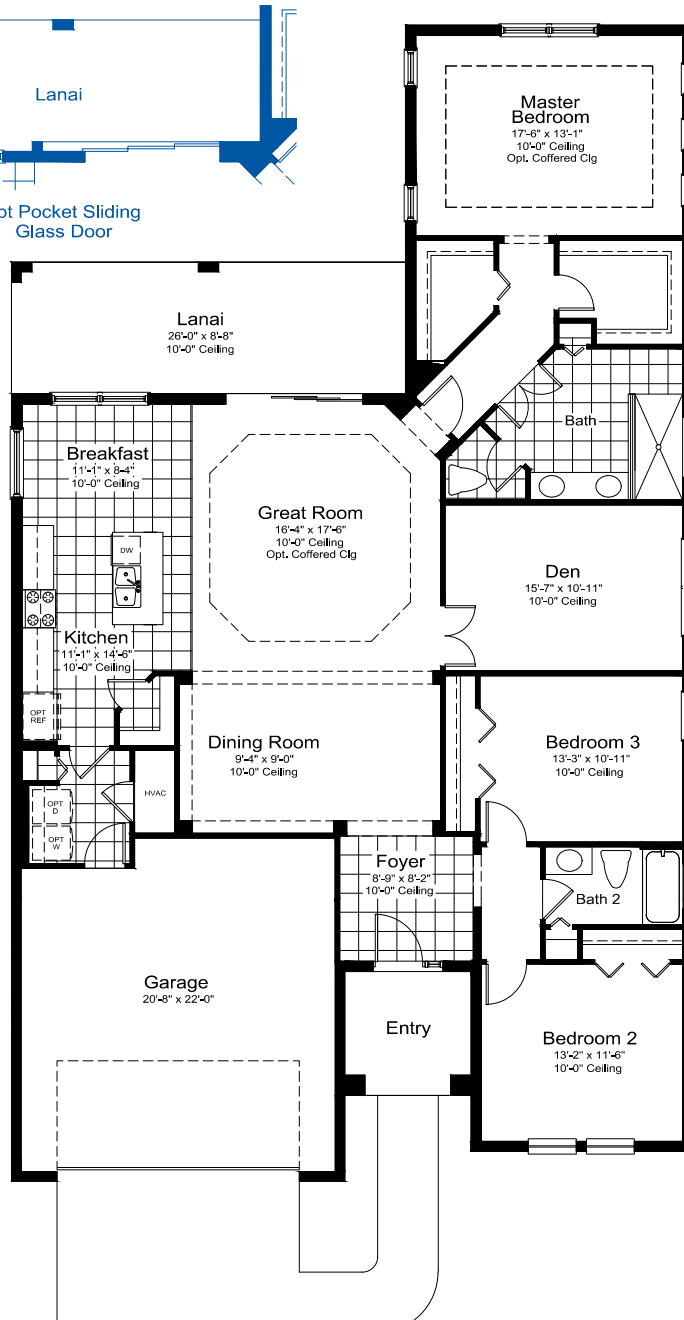 Lanai
pt Pocket Sliding
Glass Door
Master
Bedroom
17'-6" x 13'-1"
10'-0" Ceiling
Opt. Coffered Clg
Lanai
26'-0" x 8'-8"
10'-0" Ceiling
Breakfast
11'-1" x 8'-4"
10'-0" Ceiling
Bath
Great Room
16'-4" x 17'-6"
10'-0" Ceiling
Opt. Coffered Clg
DW
Den
15'-7" x 10'-11"
10'-0" Ceiling
Kitchen
11'-1" x 14'-6"
10'-0" Ceiling
OPT
REF
Dining Room
9'-4" x 9'-0"
10'-0" Ceiling
Bedroom 3
13'-3" x 10'-11"
10'-0" Ceiling
HVAC
OPT
D
OPT
W
Foyer
8'-9" x 8'-2"
10'-0" Ceiling
Bath 2
Garage
20'-8" x 22'-0"
Entry
Bedroom 2
13'-2" x 11'-6"
10'-0" Ceiling